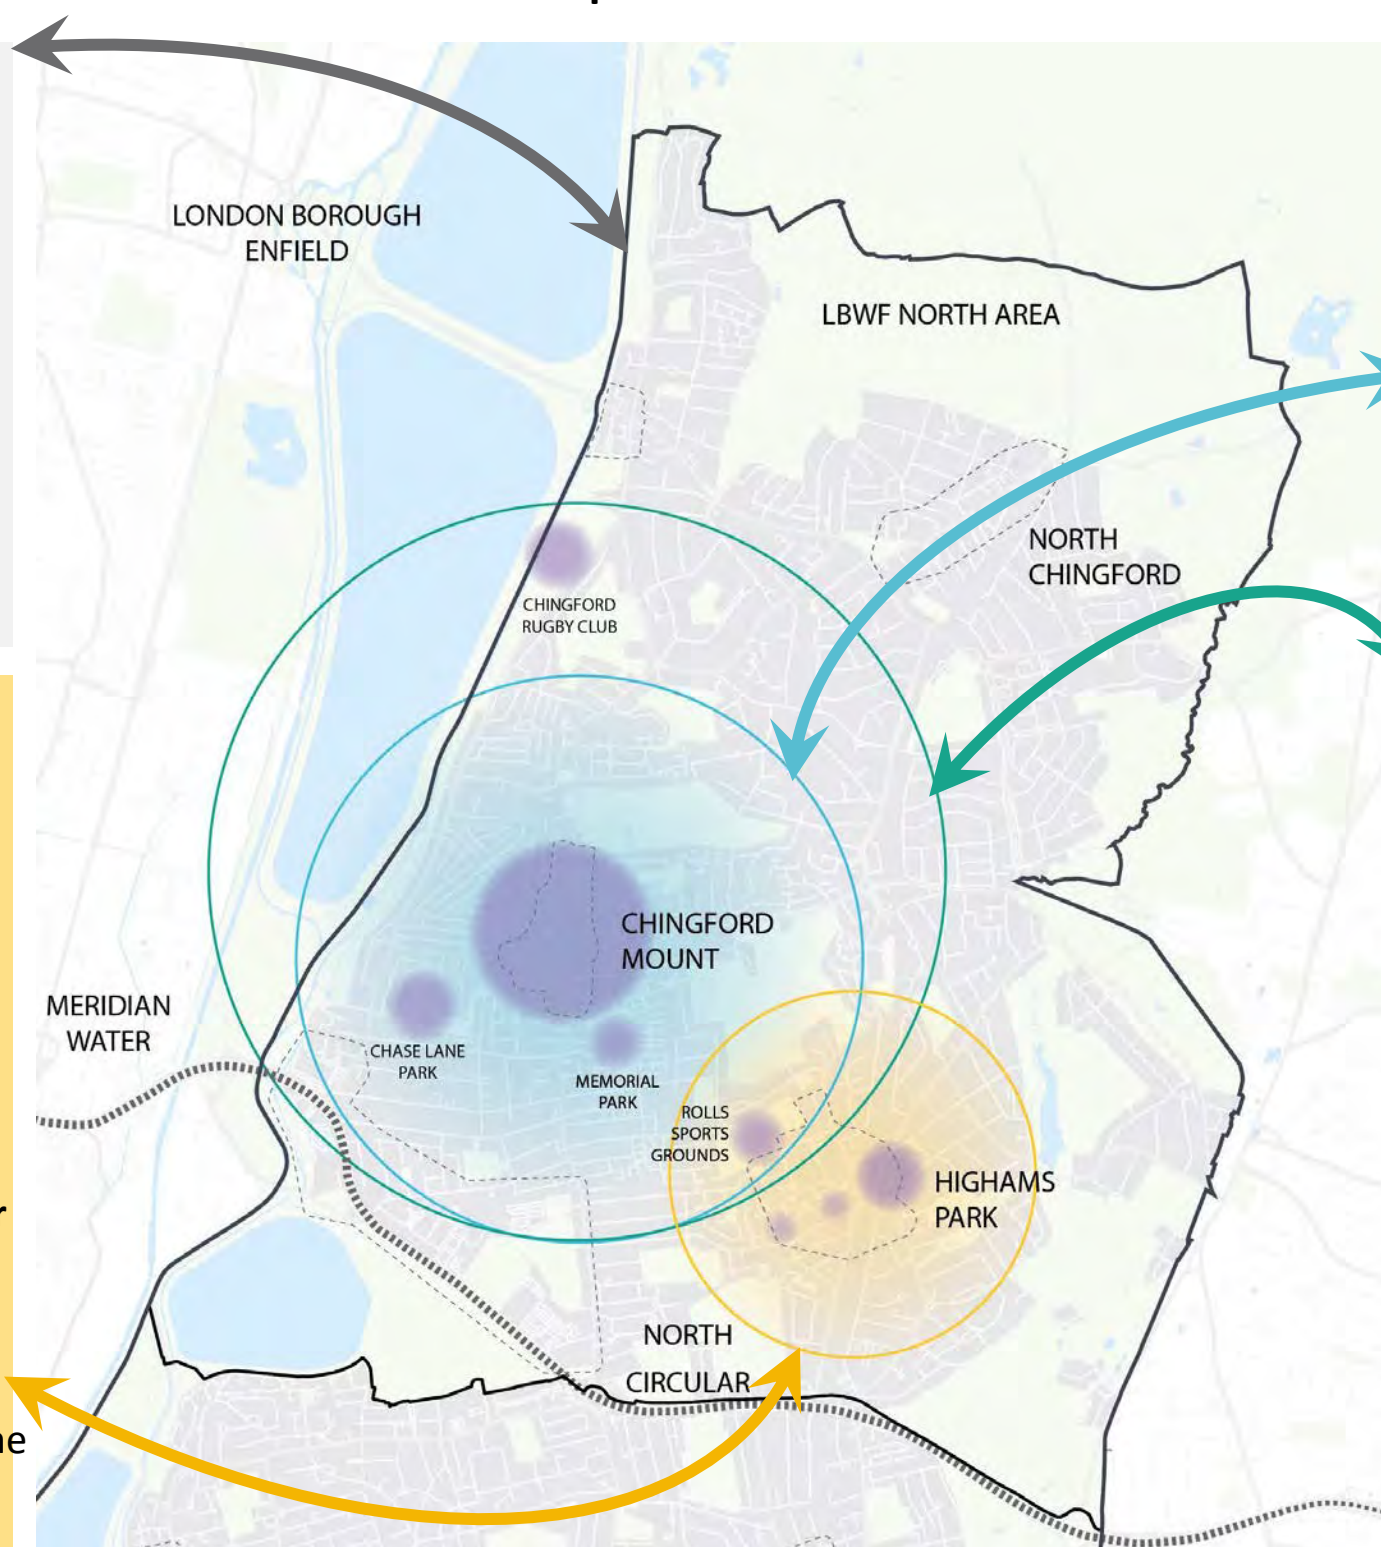 LONDON BOROUGH
ENFIELD
LBWF NORTH AREA
NORTH
CHINGFORD
CHINGFORD
RUGBY CLUB
CHINGFORD
MOUNT
MERIDIAN
WATER
CHASE LANE
PARK
MEMORIAL
PARK
ROLLS
SPORTS
GROUNDS
HIGHAMS
PARK
NORTH
CIRCULAR